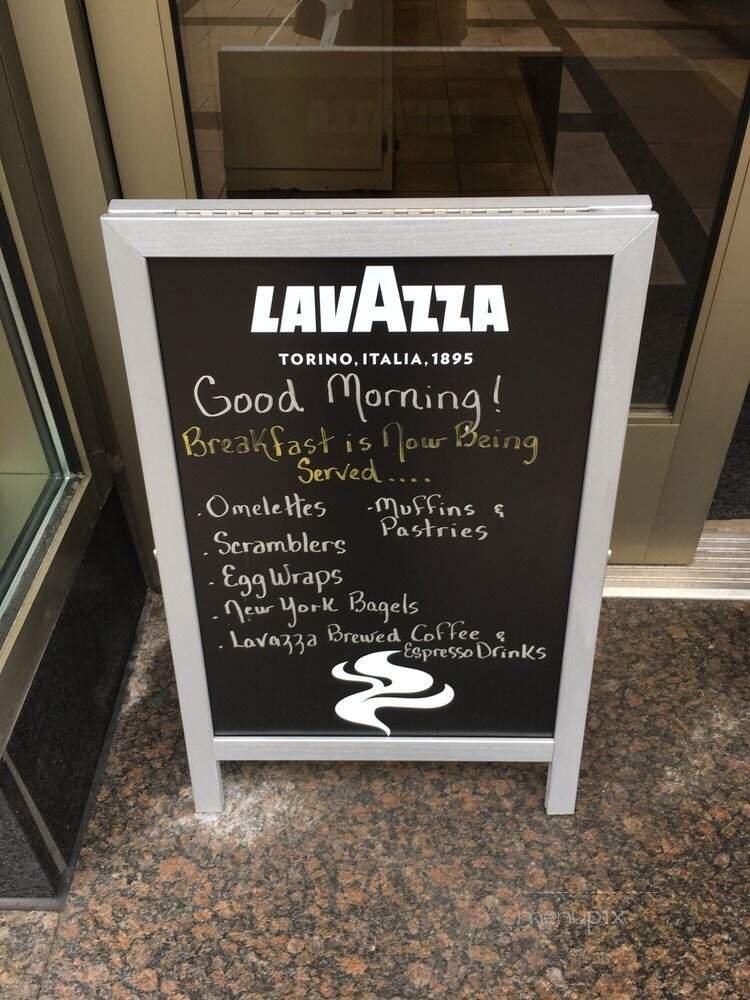 LAVAZZA
TORINO, ITALIA, 1895
Good Morning!
Breakfast is Now Being
Served....
. Omelettes
- Muffins &
Pastries
. Scramblers
. Egg Wraps
. New York Bagels
. Lavazza Brewed Coffee &
Espresso Drinks
menupix